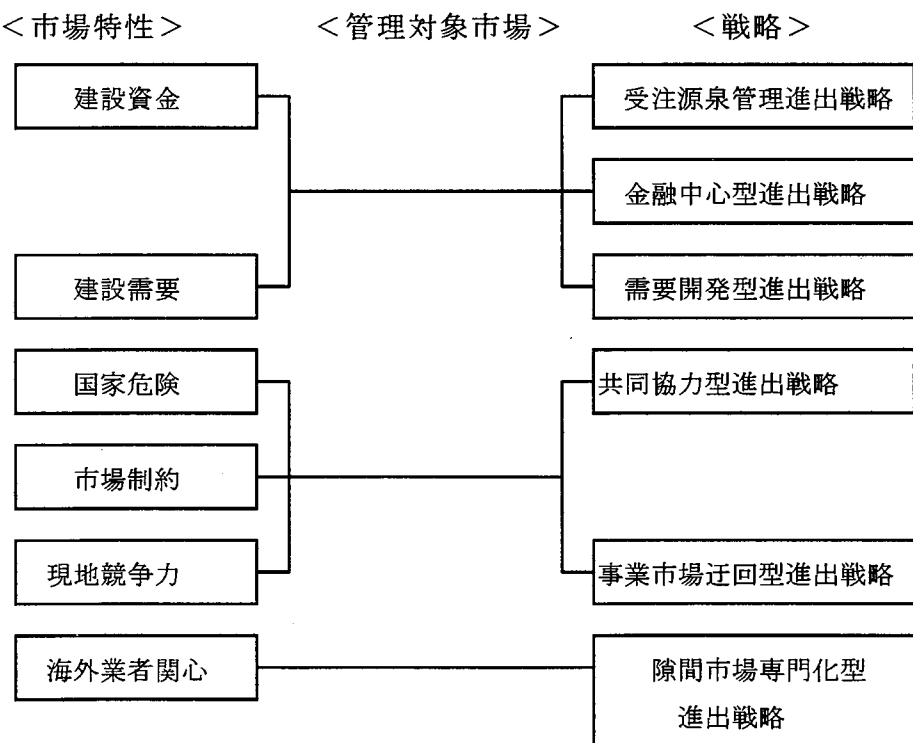 ＜市場特性＞ ＜管理対象市場＞ ＜戦略＞
建設資金
受注源泉管理進出戦略
金融中心型進出戦略
建設需要
需要開発型進出戦略
国家危険
共同協力型進出戦略
市場制約
現地競争力
事業市場迂回型進出戦略
海外業者関心
隙間市場専門化型
進出戦略